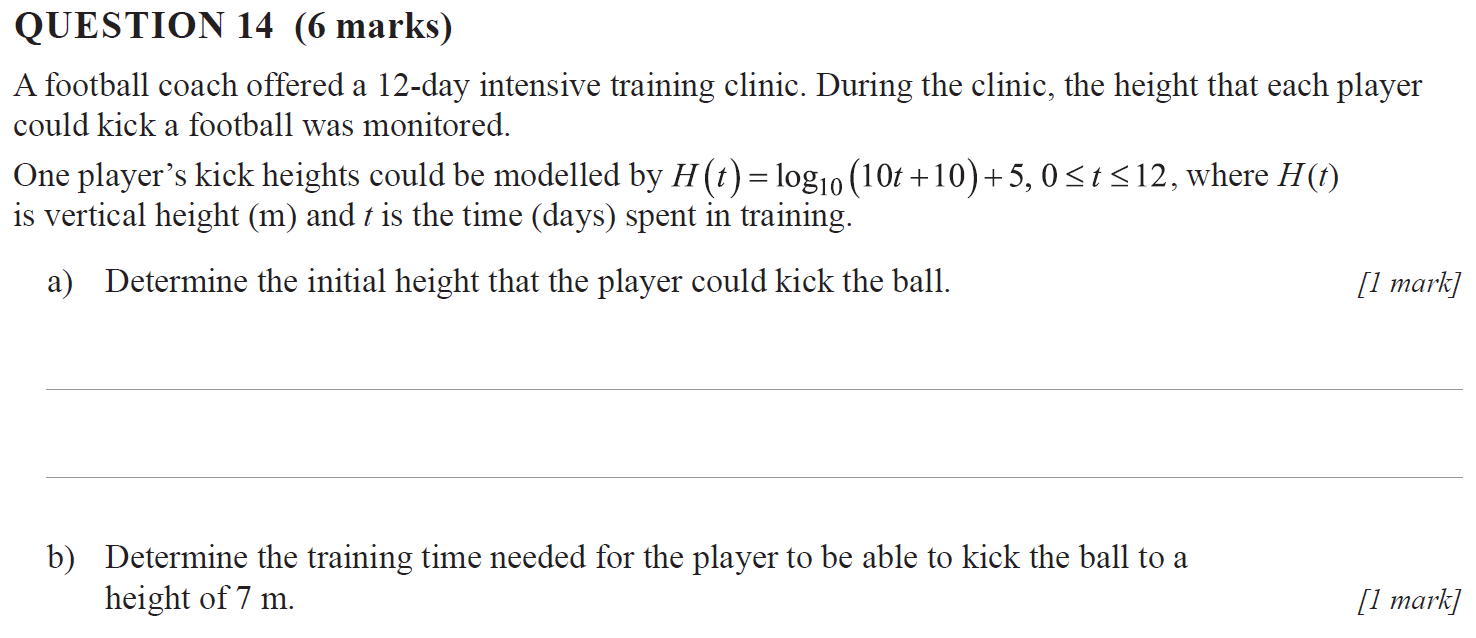 QUESTION 14 (6 marks)
A football coach offered a 12-day intensive training clinic. During the clinic, the height that each player
could kick a football was monitored.
One player’s kick heights could be modelled by H(t) = log₁₀(10t + 10) + 5, 0 ≤ t ≤ 12, where H(t)
is vertical height (m) and t is the time (days) spent in training.
a) Determine the initial height that the player could kick the ball. [1 mark]
b) Determine the training time needed for the player to be able to kick the ball to a
height of 7 m. [1 mark]